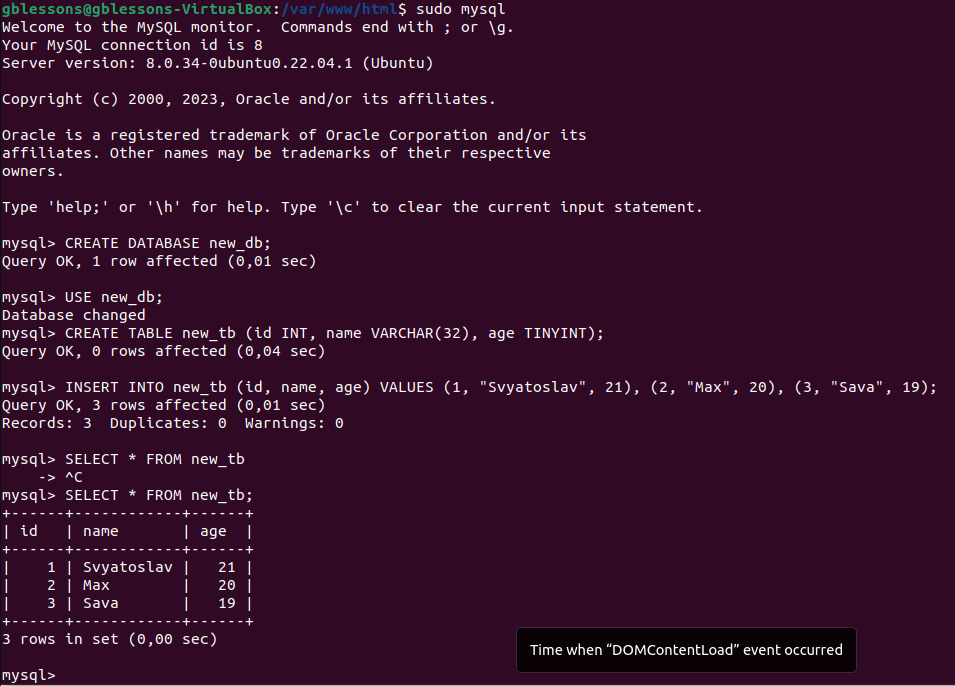 gblessons@gblessons-VirtualBox:/var/www/html$ sudo mysql
Welcome to the MySQL monitor.  Commands end with ; or \g.
Your MySQL connection id is 8
Server version: 8.0.34-0ubuntu0.22.04.1 (Ubuntu)

Copyright (c) 2000, 2023, Oracle and/or its affiliates.

Oracle is a registered trademark of Oracle Corporation and/or its
affiliates. Other names may be trademarks of their respective
owners.

Type 'help;' or '\h' for help. Type '\c' to clear the current input statement.

mysql> CREATE DATABASE new_db;
Query OK, 1 row affected (0,01 sec)

mysql> USE new_db;
Database changed
mysql> CREATE TABLE new_tb (id INT, name VARCHAR(32), age TINYINT);
Query OK, 0 rows affected (0,04 sec)

mysql> INSERT INTO new_tb (id, name, age) VALUES (1, "Svyatoslav", 21), (2, "Max", 20), (3, "Sava", 19);
Query OK, 3 rows affected (0,01 sec)
Records: 3  Duplicates: 0  Warnings: 0

mysql> SELECT * FROM new_tb
    -> ^C
mysql> SELECT * FROM new_tb;
+------+------------+------+
| id   | name       | age  |
+------+------------+------+
|    1 | Svyatoslav |   21 |
|    2 | Max        |   20 |
|    3 | Sava       |   19 |
+------+------------+------+
3 rows in set (0,00 sec)

Time when “DOMContentLoad” event occurred
mysql>